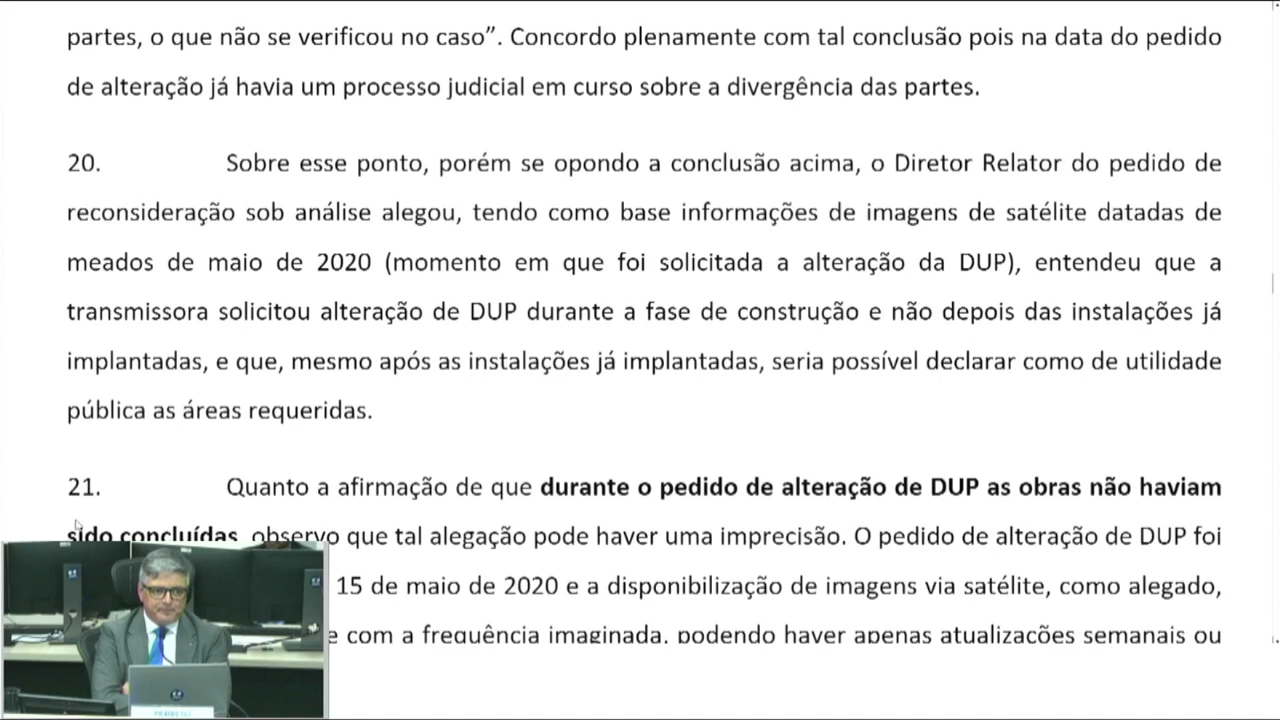 partes, o que não se verificou no caso”. Concordo plenamente com tal conclusão pois na data do pedido
de alteração já havia um processo judicial em curso sobre a divergência das partes.
20. Sobre esse ponto, porém se opondo a conclusão acima, o Diretor Relator do pedido de
reconsideração sob análise alegou, tendo como base informações de imagens de satélite datadas de
meados de maio de 2020 (momento em que foi solicitada a alteração da DUP), entendeu que a
transmissora solicitou alteração de DUP durante a fase de construção e não depois das instalações já
implantadas, e que, mesmo após as instalações já implantadas, seria possível declarar como de utilidade
pública as áreas requeridas.
21. Quanto a afirmação de que durante o pedido de alteração de DUP as obras não haviam
sido concluídas, observo que tal alegação pode haver uma imprecisão. O pedido de alteração de DUP foi
15 de maio de 2020 e a disponibilização de imagens via satélite, como alegado,
com a frequência imaginada, podendo haver apenas atualizações semanais ou